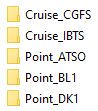 Cruise_CGFS
Cruise_IBTS
Point_ATSO
Point_BL1
Point_DK1